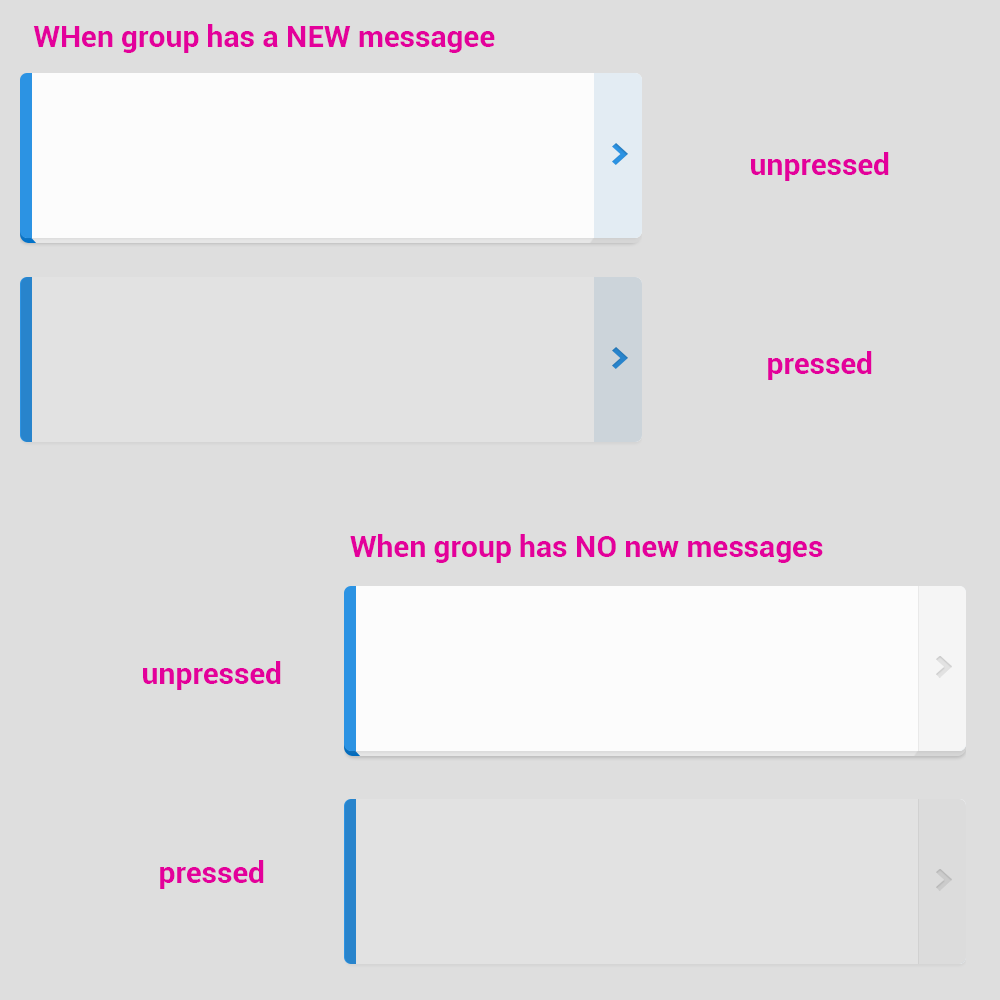 WHen group has a NEW messagee
unpressed
pressed
When group has NO new messages
unpressed
pressed